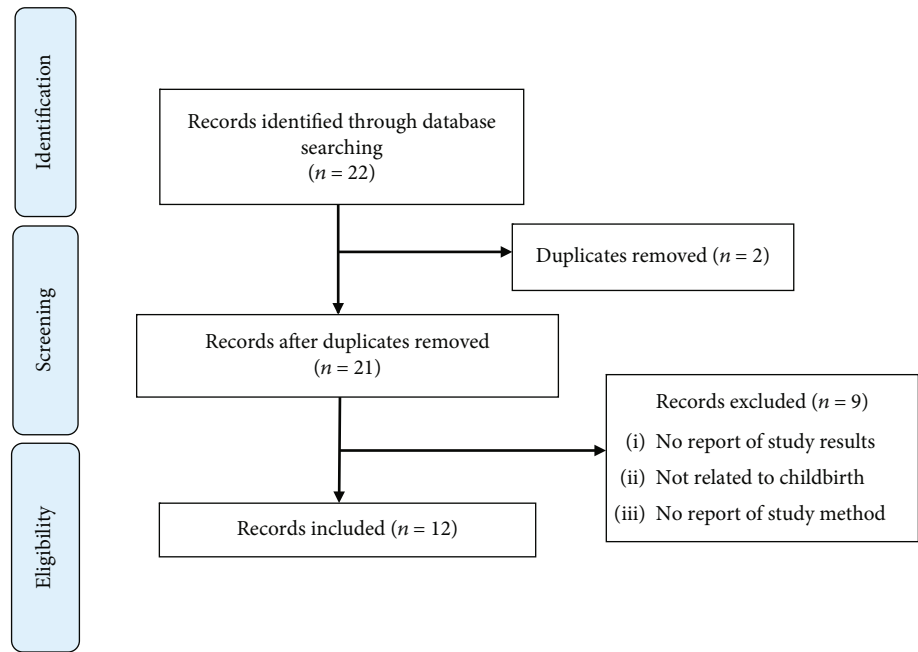 Identification
Records identified through database
searching
(n = 22)
Duplicates removed (n = 2)
Screening
Records after duplicates removed
(n = 21)
Records excluded (n = 9)
(i) No report of study results
(ii) Not related to childbirth
(iii) No report of study method
Eligibility
Records included (n = 12)